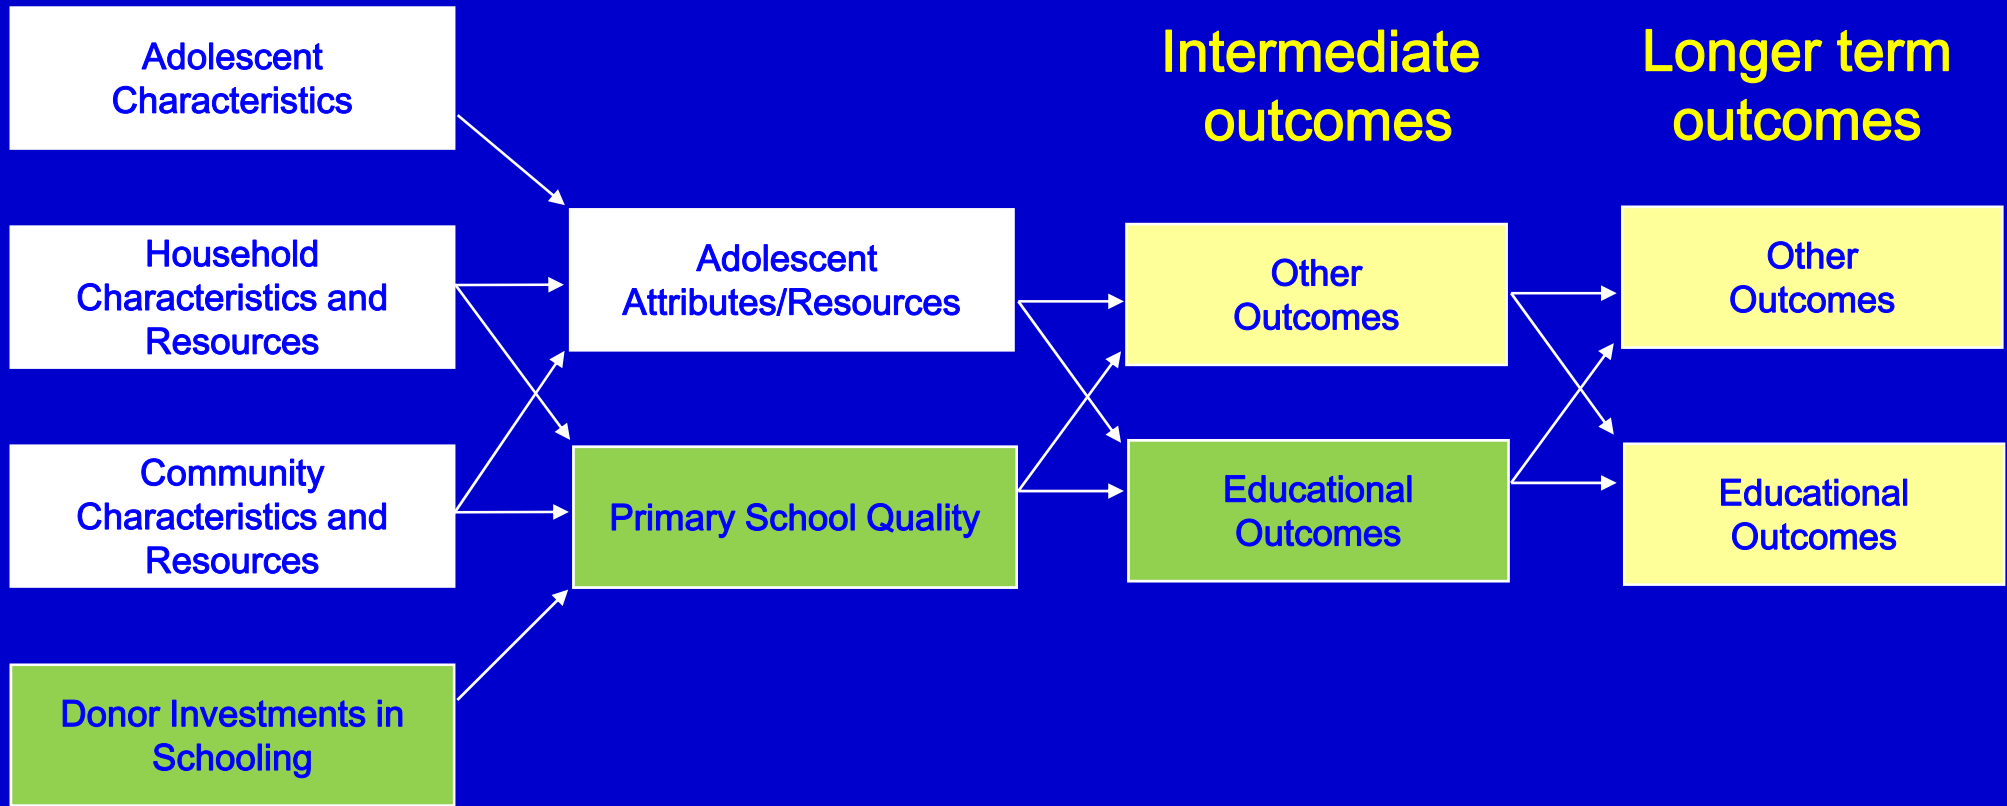 Adolescent
Characteristics
Household
Characteristics and
Resources
Community
Characteristics and
Resources
Donor Investments in
Schooling
Adolescent
Attributes/Resources
Primary School Quality
Intermediate
outcomes
Other
Outcomes
Educational
Outcomes
Longer term
outcomes
Other
Outcomes
Educational
Outcomes